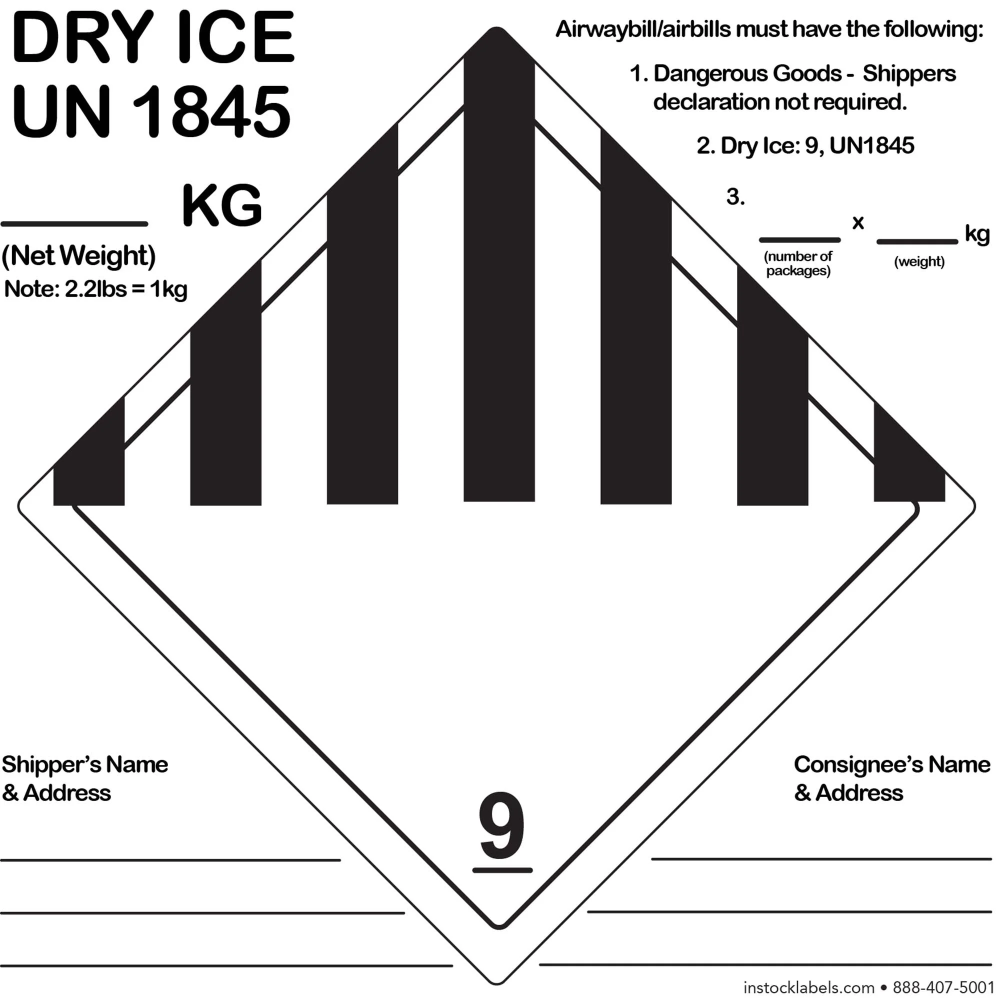 DRY ICE
UN 1845
KG
(Net Weight)
Note: 2.2lbs = 1kg
Airwaybill/airbills must have the following:
1. Dangerous Goods - Shippers
declaration not required.
2. Dry Ice: 9, UN1845
3.
x
kg
(number of
packages)
(weight)
Shipper's Name
& Address
Consignee's Name
& Address
9
instocklabels.com • 888-407-5001